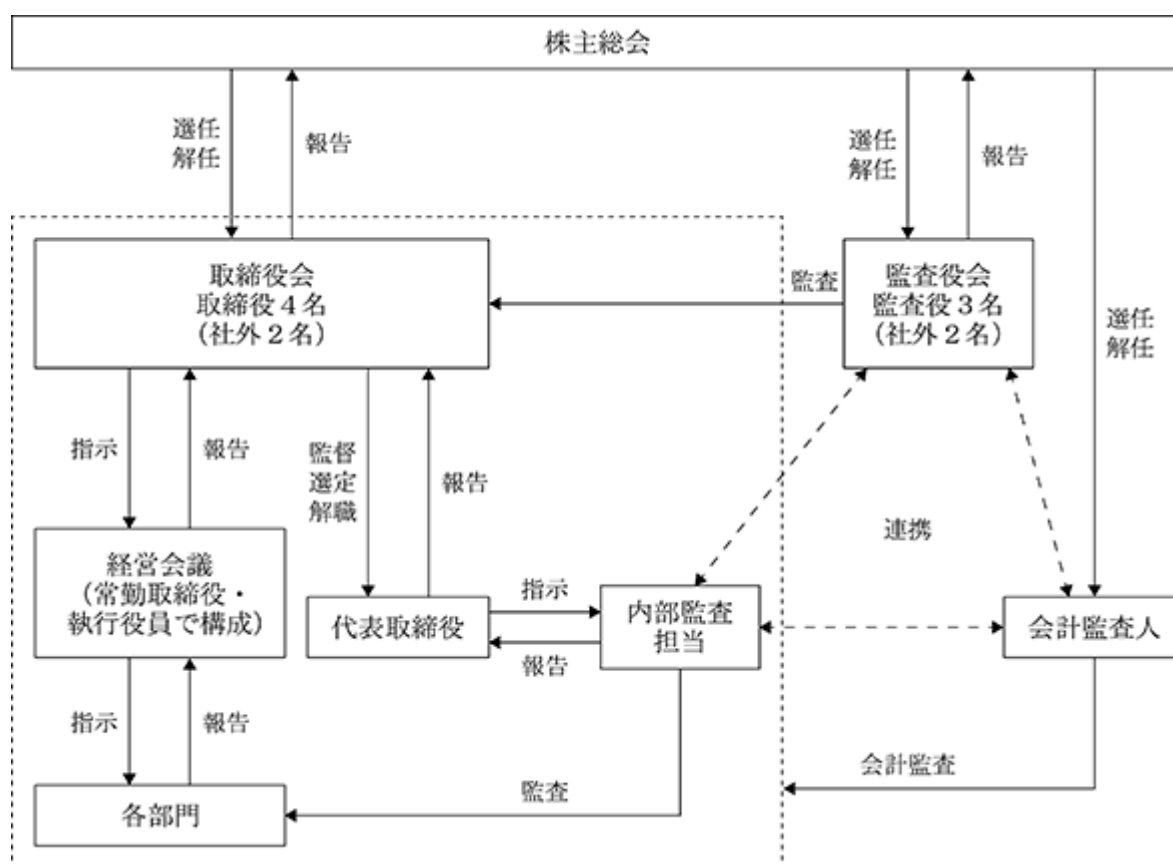 株主総会
選任
解任
報告
選任
解任
報告
選任
解任
取締役会
取締役4名
(社外2名)
監査
監査役会
監査役3名
(社外2名)
指示
報告
監督
選定
解職
報告
連携
経営会議
(常勤取締役・
執行役員で構成)
代表取締役
指示
報告
内部監査
担当
会計監査人
指示
報告
会計監査
各部門
監査